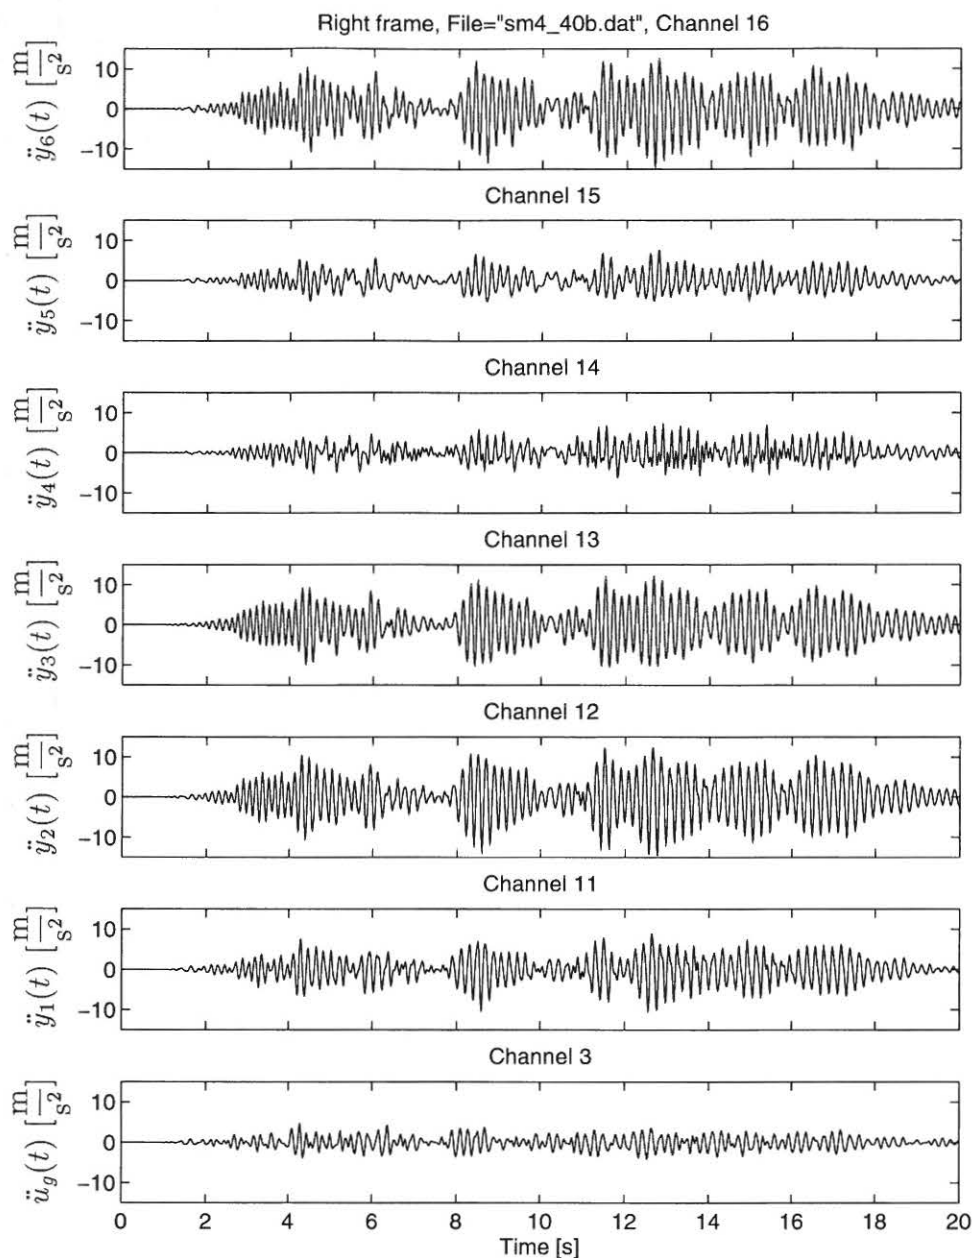 Right frame, File="sm4_40b.dat", Channel 16
ÿ₆(t) [m/s²]
10
0
−10
Channel 15
ÿ₅(t) [m/s²]
10
0
−10
Channel 14
ÿ₄(t) [m/s²]
10
0
−10
Channel 13
ÿ₃(t) [m/s²]
10
0
−10
Channel 12
ÿ₂(t) [m/s²]
10
0
−10
Channel 11
ÿ₁(t) [m/s²]
10
0
−10
Channel 3
ü_g(t) [m/s²]
10
0
−10
0 2 4 6 8 10 12 14 16 18 20
Time [s]